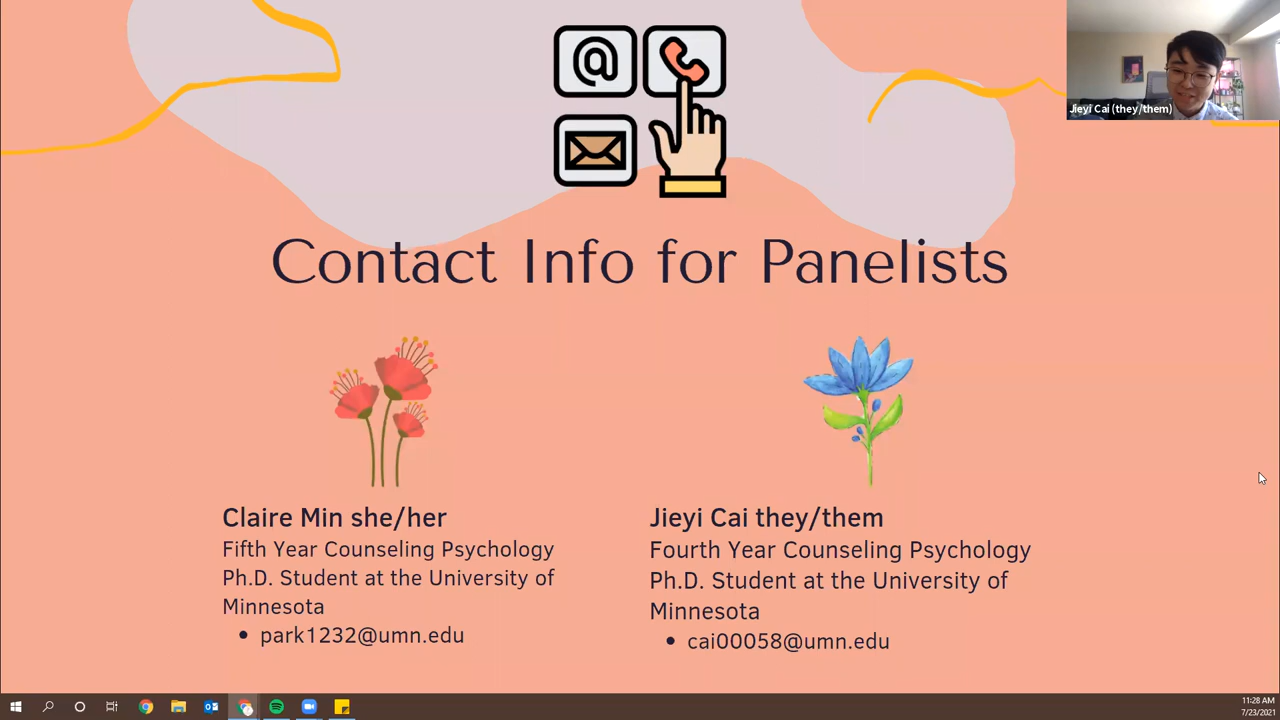 @
Jieyi Cai (they/them)
Contact Info for Panelists
Claire Min she/her
Fifth Year Counseling Psychology
Ph.D. Student at the University of
Minnesota
• park1232@umn.edu
Jieyi Cai they/them
Fourth Year Counseling Psychology
Ph.D. Student at the University of
Minnesota
• cai00058@umn.edu
11:28 AM
7/23/2021